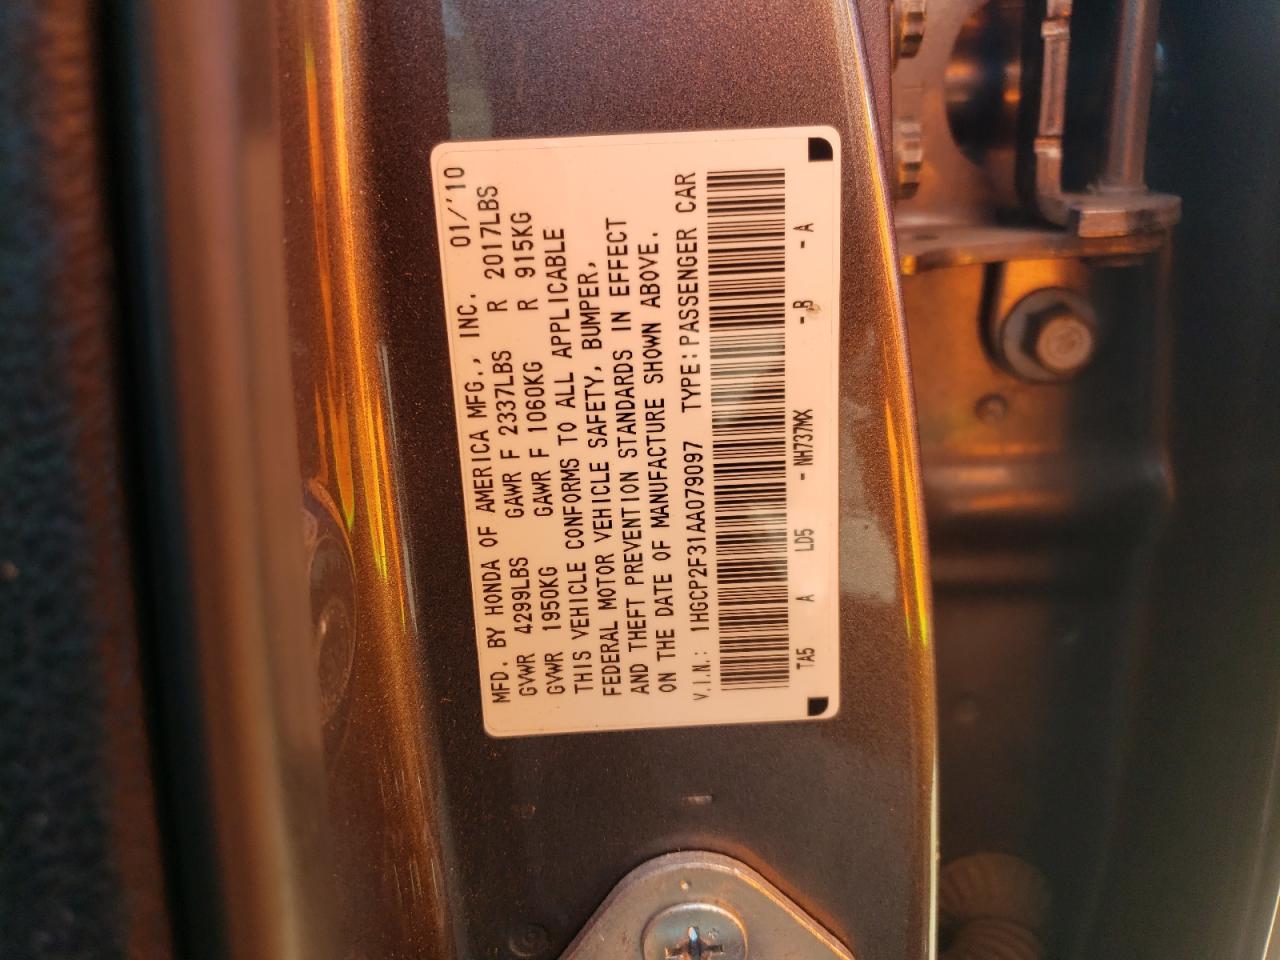 MFD. BY HONDA OF AMERICA MFG., INC. 01/'10
GVWR 4299LBS GAWR F 2337LBS R 2017LBS
GVWR 1950KG GAWR F 1060KG R 915KG
THIS VEHICLE CONFORMS TO ALL APPLICABLE
FEDERAL MOTOR VEHICLE SAFETY, BUMPER,
AND THEFT PREVENTION STANDARDS IN EFFECT
ON THE DATE OF MANUFACTURE SHOWN ABOVE.
V.I.N.: 1HGCP2F31AA079097 TYPE:PASSENGER CAR
TA5 A LD5 - NH737MX - B - A